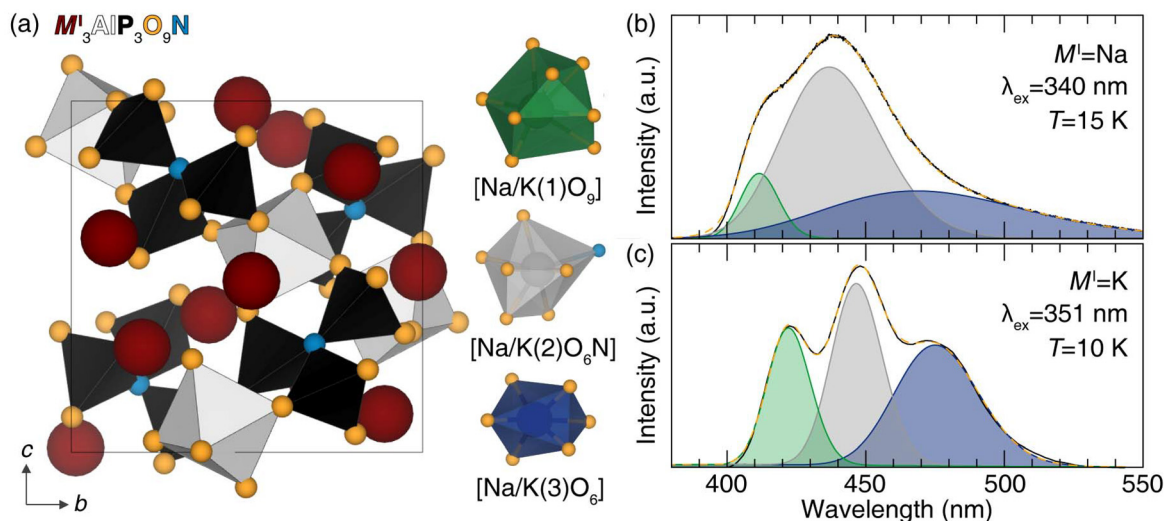 (a) Mᴵ₃AlP₃O₉N
[Na/K(1)O₉]
[Na/K(2)O₆N]
[Na/K(3)O₆]
c
b
(b)
Mᴵ=Na
λₑₓ=340 nm
T=15 K
Intensity (a.u.)
(c)
Mᴵ=K
λₑₓ=351 nm
T=10 K
Intensity (a.u.)
400 450 500 550
Wavelength (nm)